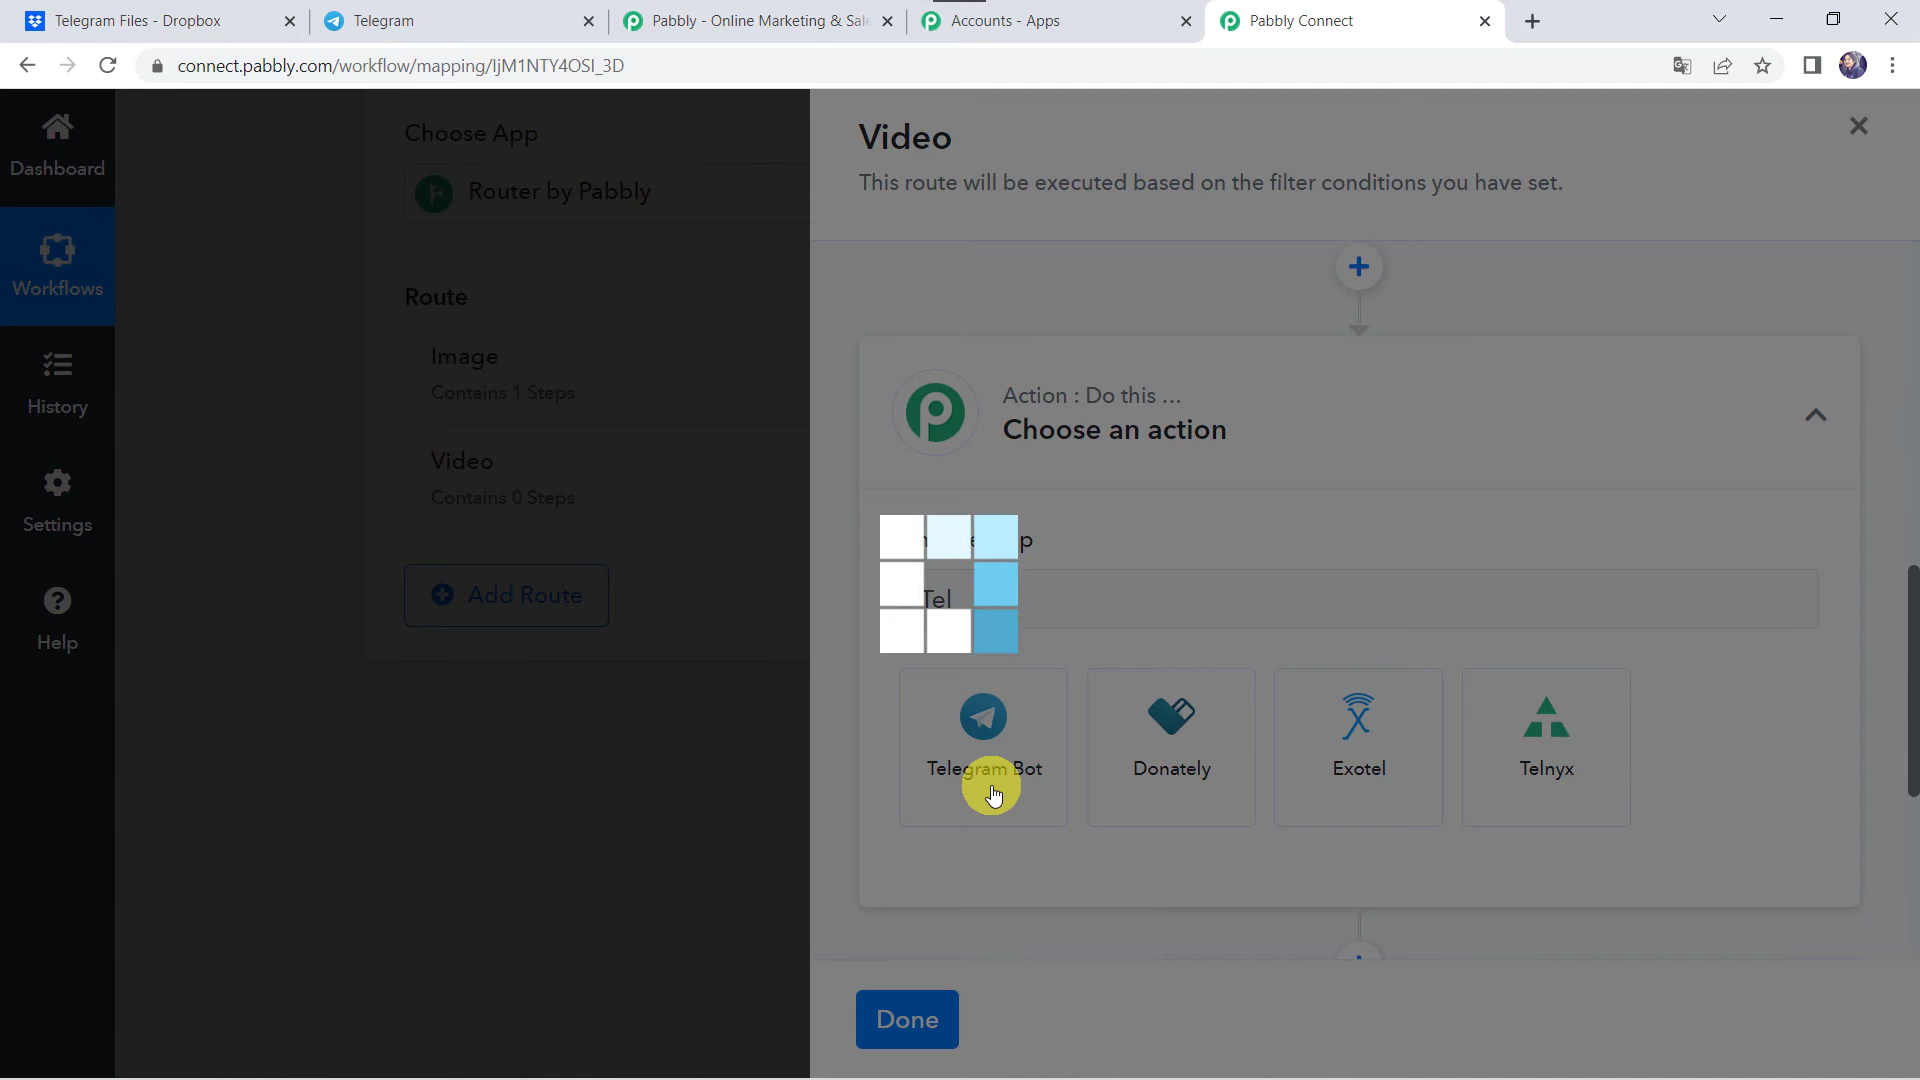 Telegram Files - Dropbox
Telegram
Pabbly - Online Marketing & Sale
Accounts - Apps
Pabbly Connect
connect.pabbly.com/workflow/mapping/IjM1NTY4OSI_3D
Dashboard
Workflows
History
Settings
Help
Choose App
Router by Pabbly
Route
Image
Contains 1 Steps
Video
Contains 0 Steps
Add Route
Video
This route will be executed based on the filter conditions you have set.
Action : Do this ...
Choose an action
Tel
Telegram Bot
Donately
Exotel
Telnyx
Done